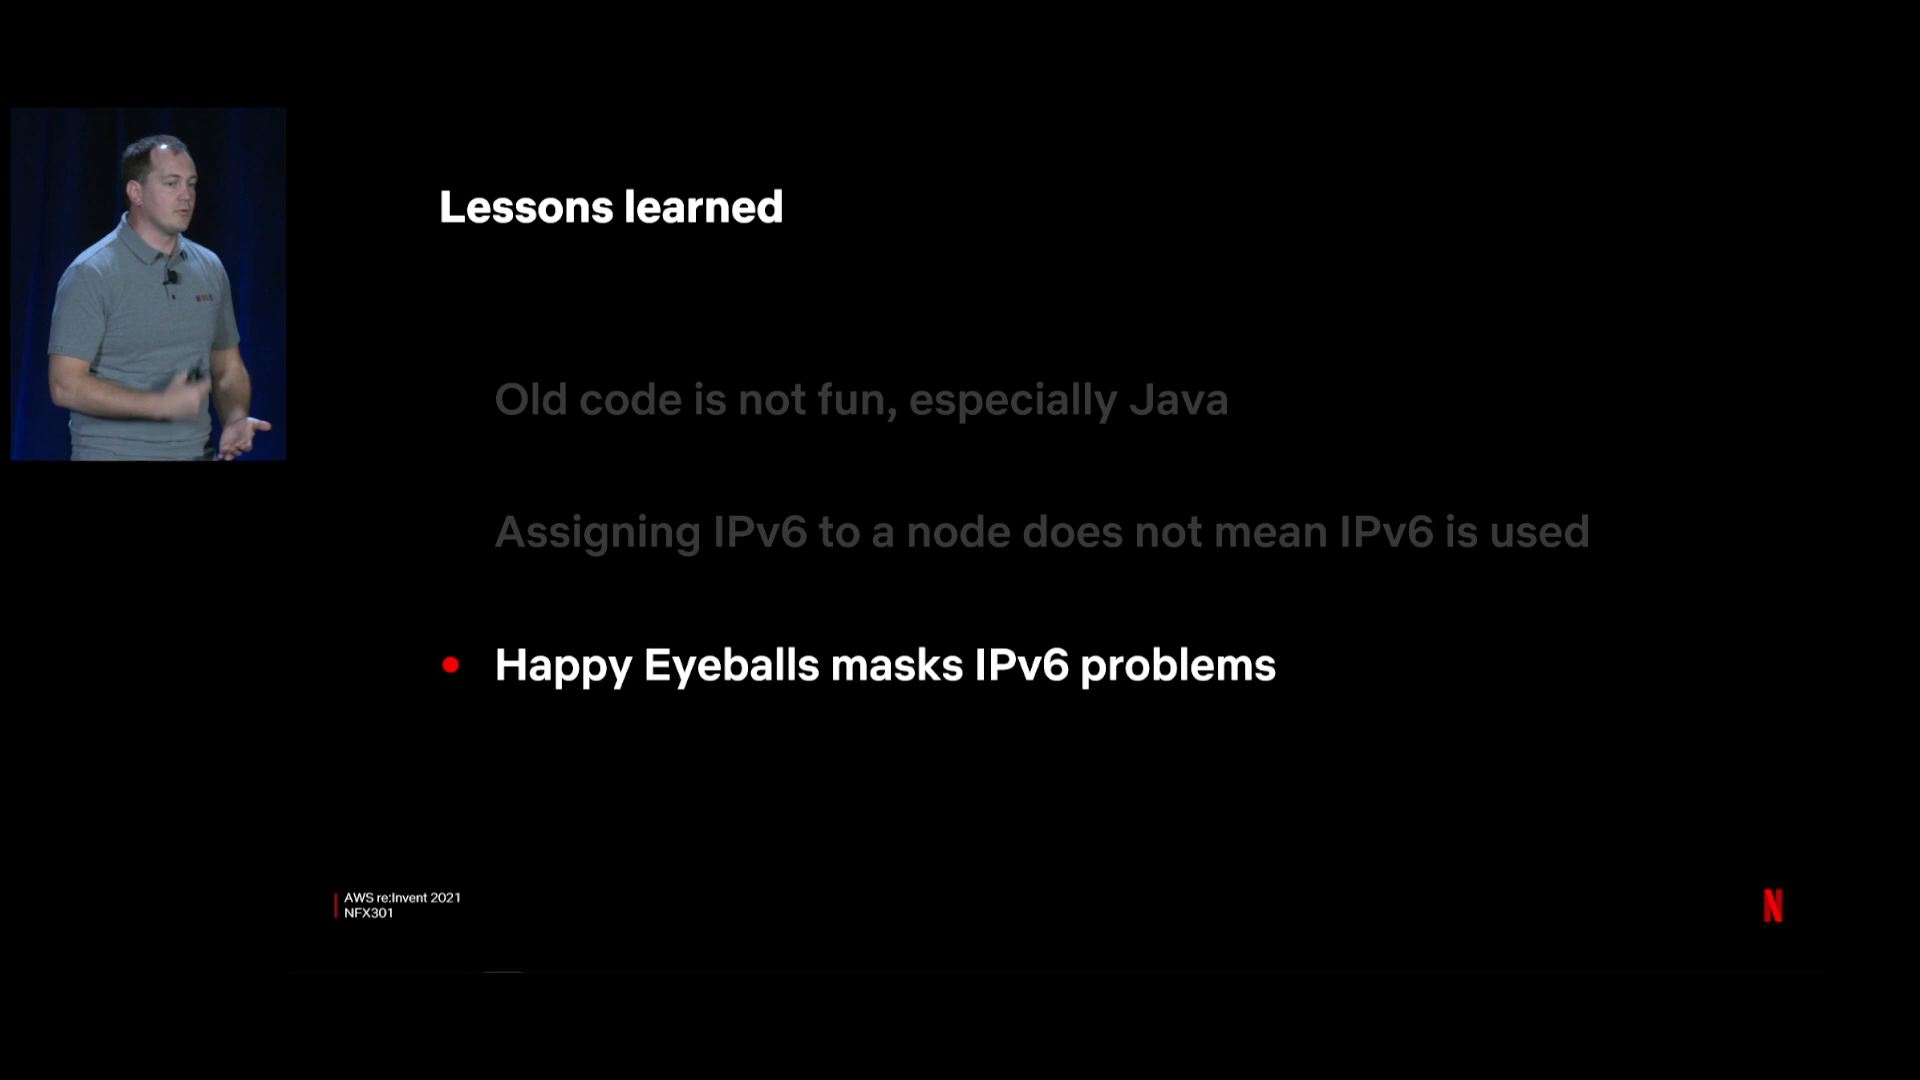 Lessons learned
Old code is not fun, especially Java
Assigning IPv6 to a node does not mean IPv6 is used
Happy Eyeballs masks IPv6 problems
AWS re:Invent 2021
NFX301
N